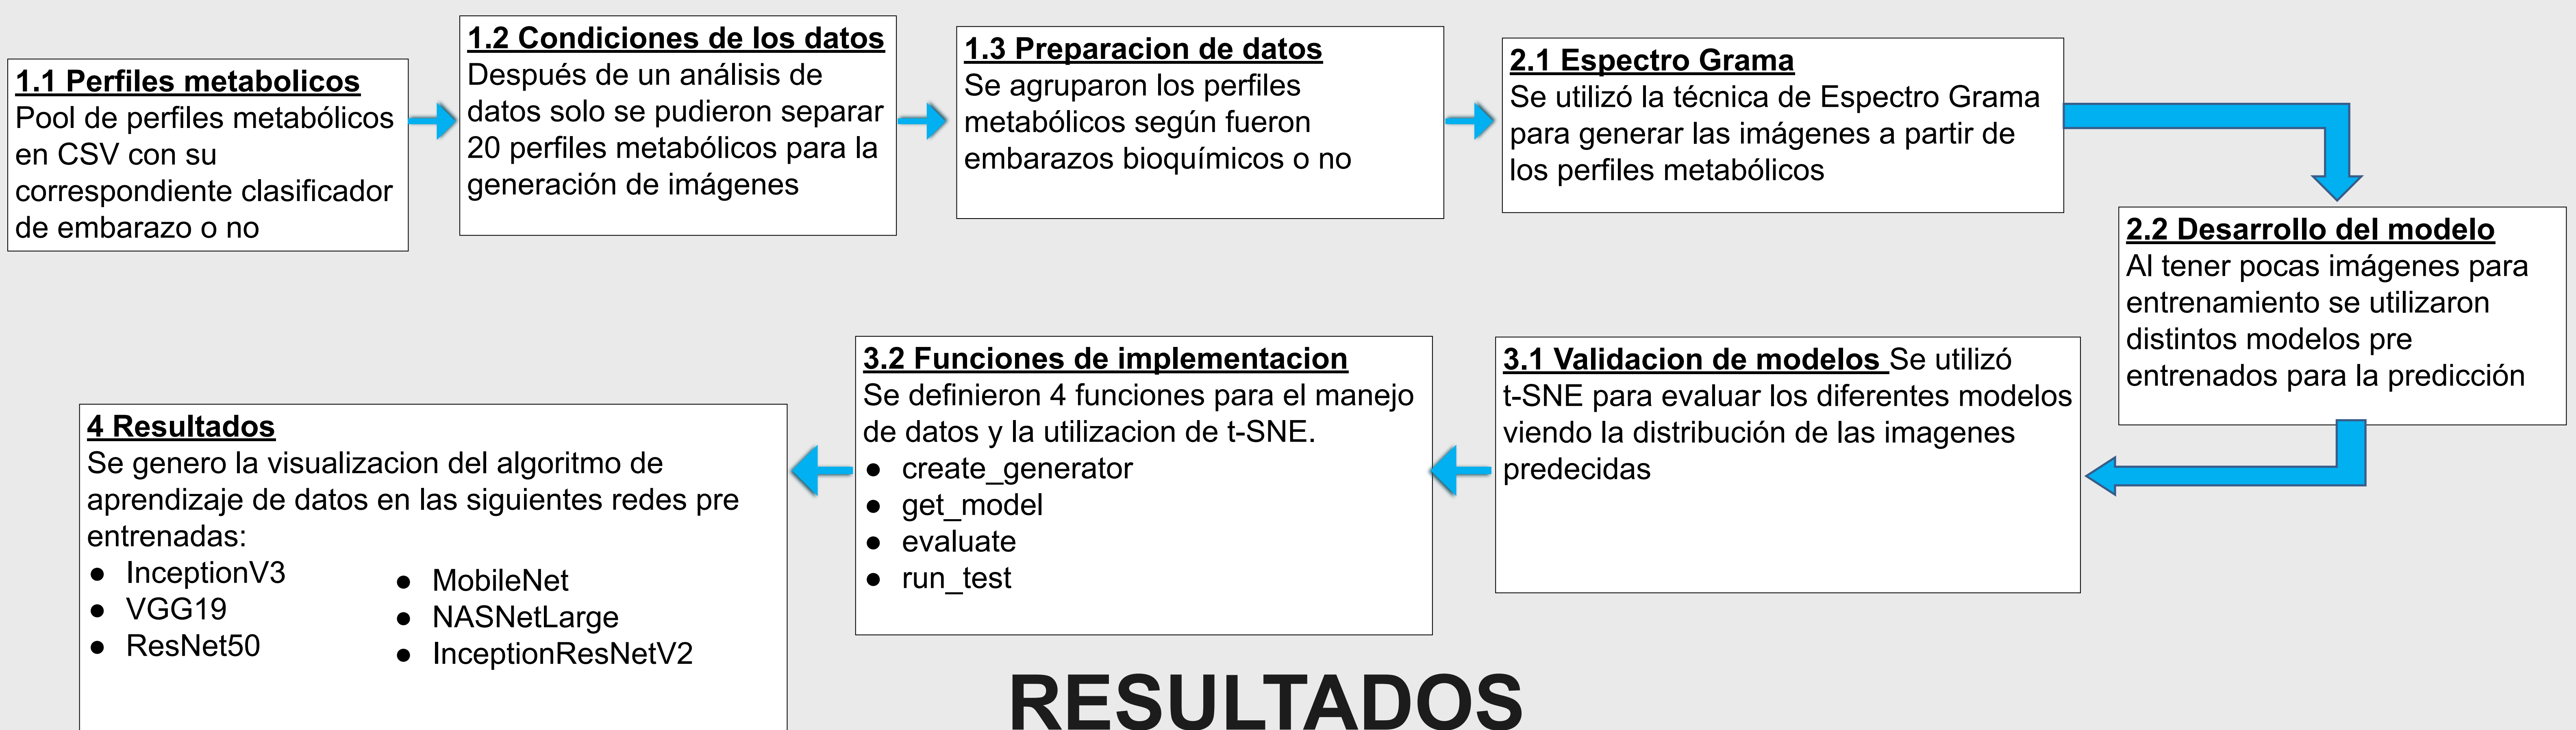 1.1 Perfiles metabolicos
Pool de perfiles metabólicos
en CSV con su
correspondiente clasificador
de embarazo o no
1.2 Condiciones de los datos
Después de un análisis de
datos solo se pudieron separar
20 perfiles metabólicos para la
generación de imágenes
1.3 Preparacion de datos
Se agruparon los perfiles
metabólicos según fueron
embarazos bioquímicos o no
2.1 Espectro Grama
Se utilizó la técnica de Espectro Grama
para generar las imágenes a partir de
los perfiles metabólicos
2.2 Desarrollo del modelo
Al tener pocas imágenes para
entrenamiento se utilizaron
distintos modelos pre
entrenados para la predicción
3.1 Validacion de modelos Se utilizó
t-SNE para evaluar los diferentes modelos
viendo la distribución de las imagenes
predecidas
3.2 Funciones de implementacion
Se definieron 4 funciones para el manejo
de datos y la utilizacion de t-SNE.
● create_generator
● get_model
● evaluate
● run_test
4 Resultados
Se genero la visualizacion del algoritmo de
aprendizaje de datos en las siguientes redes pre
entrenadas:
● InceptionV3
● VGG19
● ResNet50
● MobileNet
● NASNetLarge
● InceptionResNetV2
RESULTADOS